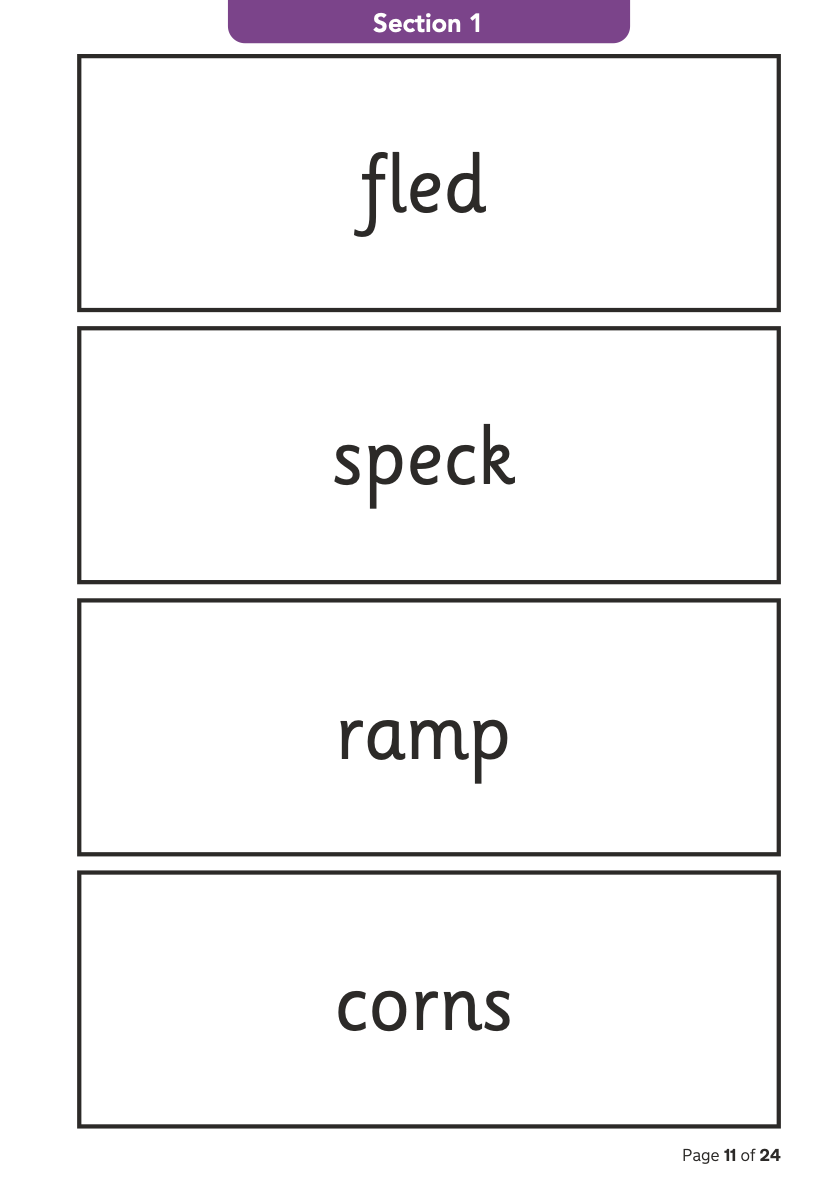 Section 1
fled
speck
ramp
corns
Page 11 of 24